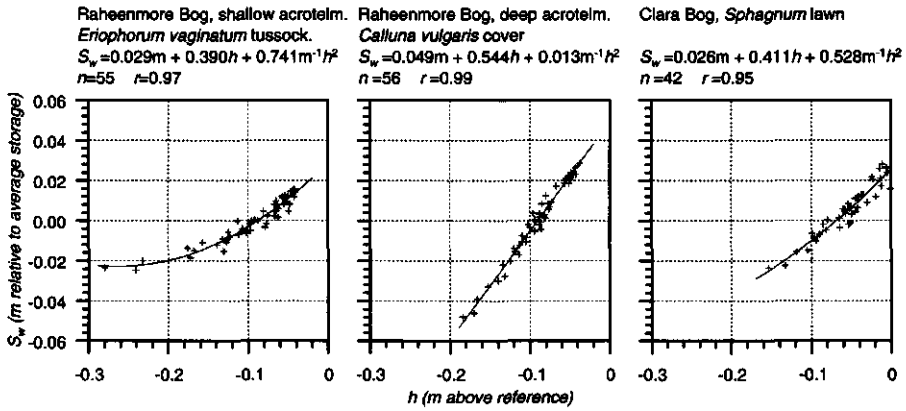 Raheenmore Bog, shallow acrotelm.
Eriophorum vaginatum tussock.
S_w =0.029m + 0.390h + 0.741m⁻¹h²
n=55 r=0.97
Raheenmore Bog, deep acrotelm.
Calluna vulgaris cover
S_w =0.049m + 0.544h + 0.013m⁻¹h²
n=56 r=0.99
Clara Bog, Sphagnum lawn
S_w =0.026m + 0.411h + 0.528m⁻¹h²
n=42 r=0.95
S_w (m relative to average storage)
0.06
0.04
0.02
0.00
-0.02
-0.04
-0.06
-0.3 -0.2 -0.1 0
-0.3 -0.2 -0.1 0
-0.3 -0.2 -0.1 0
h (m above reference)